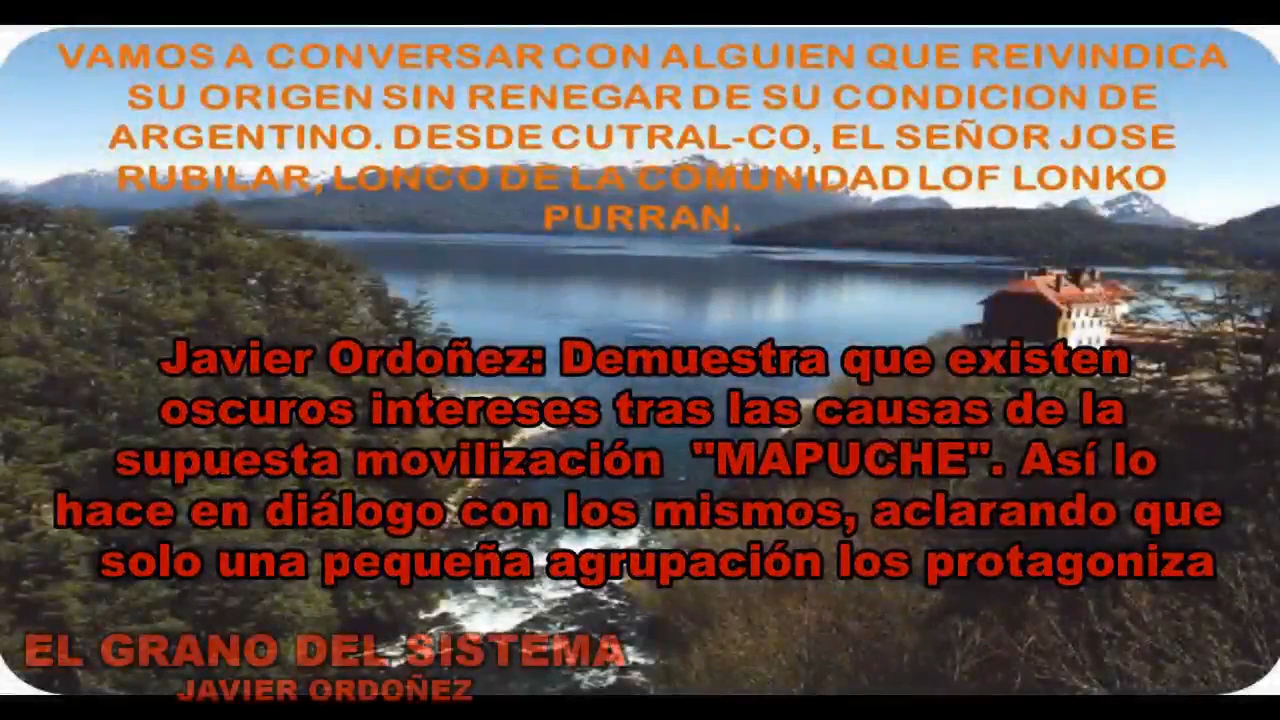 VAMOS A CONVERSAR CON ALGUIEN QUE REIVINDICA
SU ORIGEN SIN RENEGAR DE SU CONDICION DE
ARGENTINO. DESDE CUTRAL-CO, EL SEÑOR JOSE
RUBILAR, LONCO DE LA COMUNIDAD LOF LONKO
PURRAN.
Javier Ordoñez: Demuestra que existen
oscuros intereses tras las causas de la
supuesta movilización "MAPUCHE". Así lo
hace en diálogo con los mismos, aclarando que
solo una pequeña agrupación los protagoniza
EL GRANO DEL SISTEMA
JAVIER ORDOÑEZ